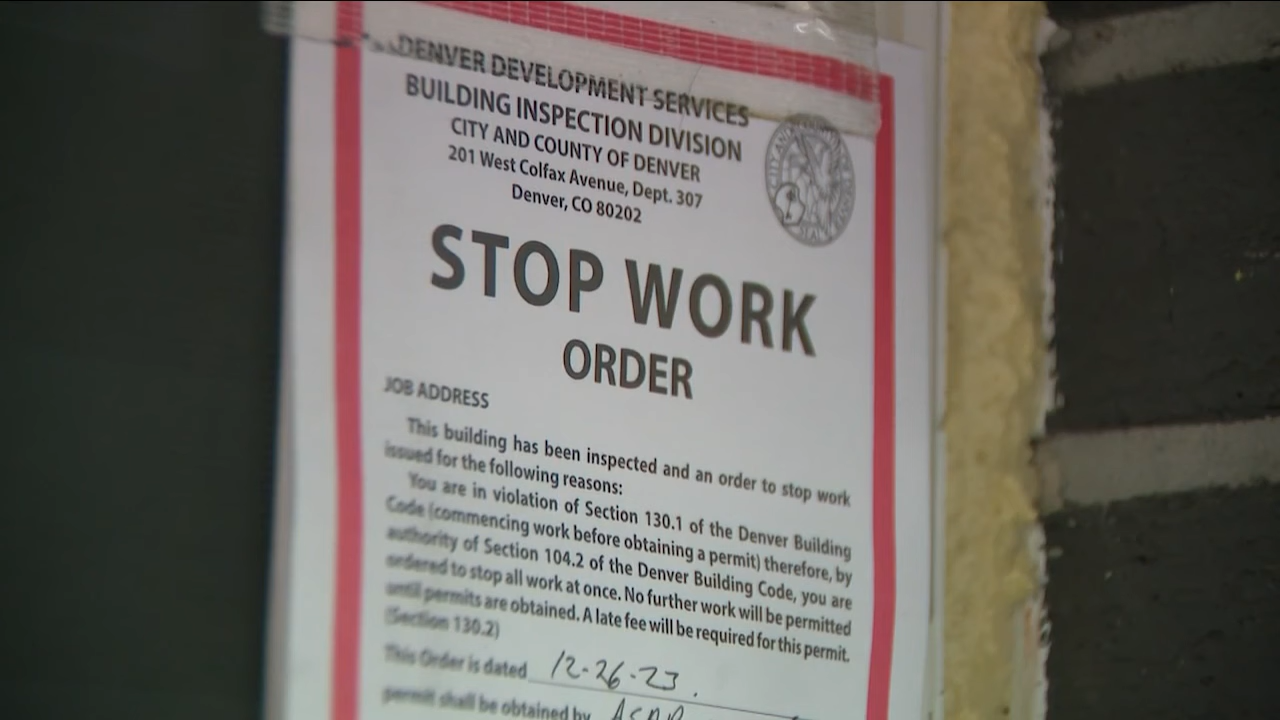 DENVER DEVELOPMENT SERVICES
BUILDING INSPECTION DIVISION
CITY AND COUNTY OF DENVER
201 West Colfax Avenue, Dept. 307
Denver, CO 80202
STOP WORK
ORDER
JOB ADDRESS
This building has been inspected and an order to stop work
issued for the following reasons:
You are in violation of Section 130.1 of the Denver Building
Code (commencing work before obtaining a permit) therefore, by
authority of Section 104.2 of the Denver Building Code, you are
ordered to stop all work at once. No further work will be permitted
until permits are obtained. A late fee will be required for this permit.
(Section 130.2)
This Order is dated 12-26-23.
permit shall be obtained by